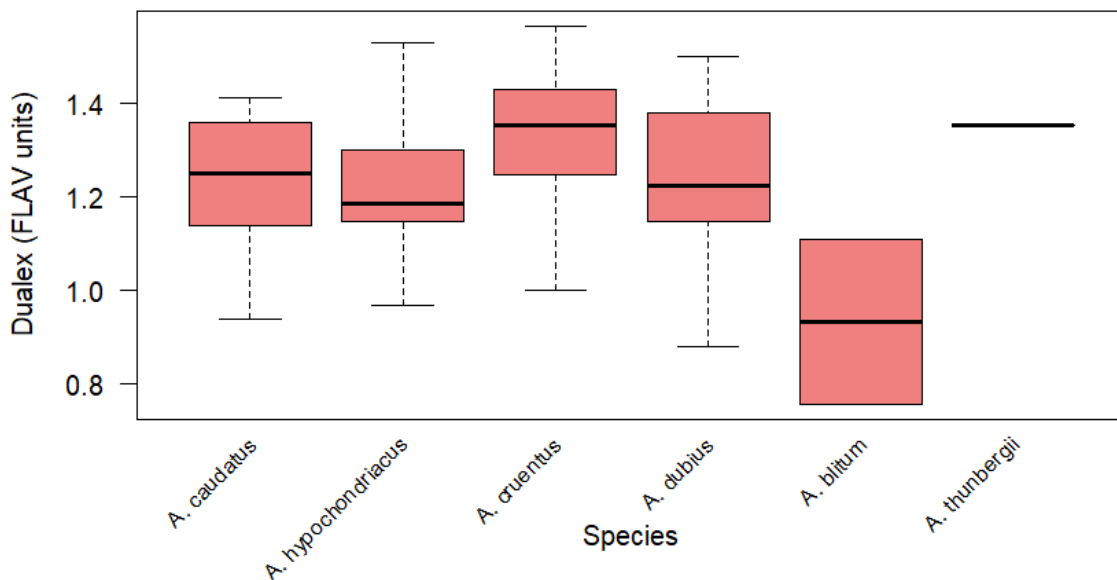 Dualex (FLAV units)
1.4
1.2
1.0
0.8
A. caudatus
A. hypochondriacus
A. cruentus
A. dubius
A. blitum
A. thunbergii
Species